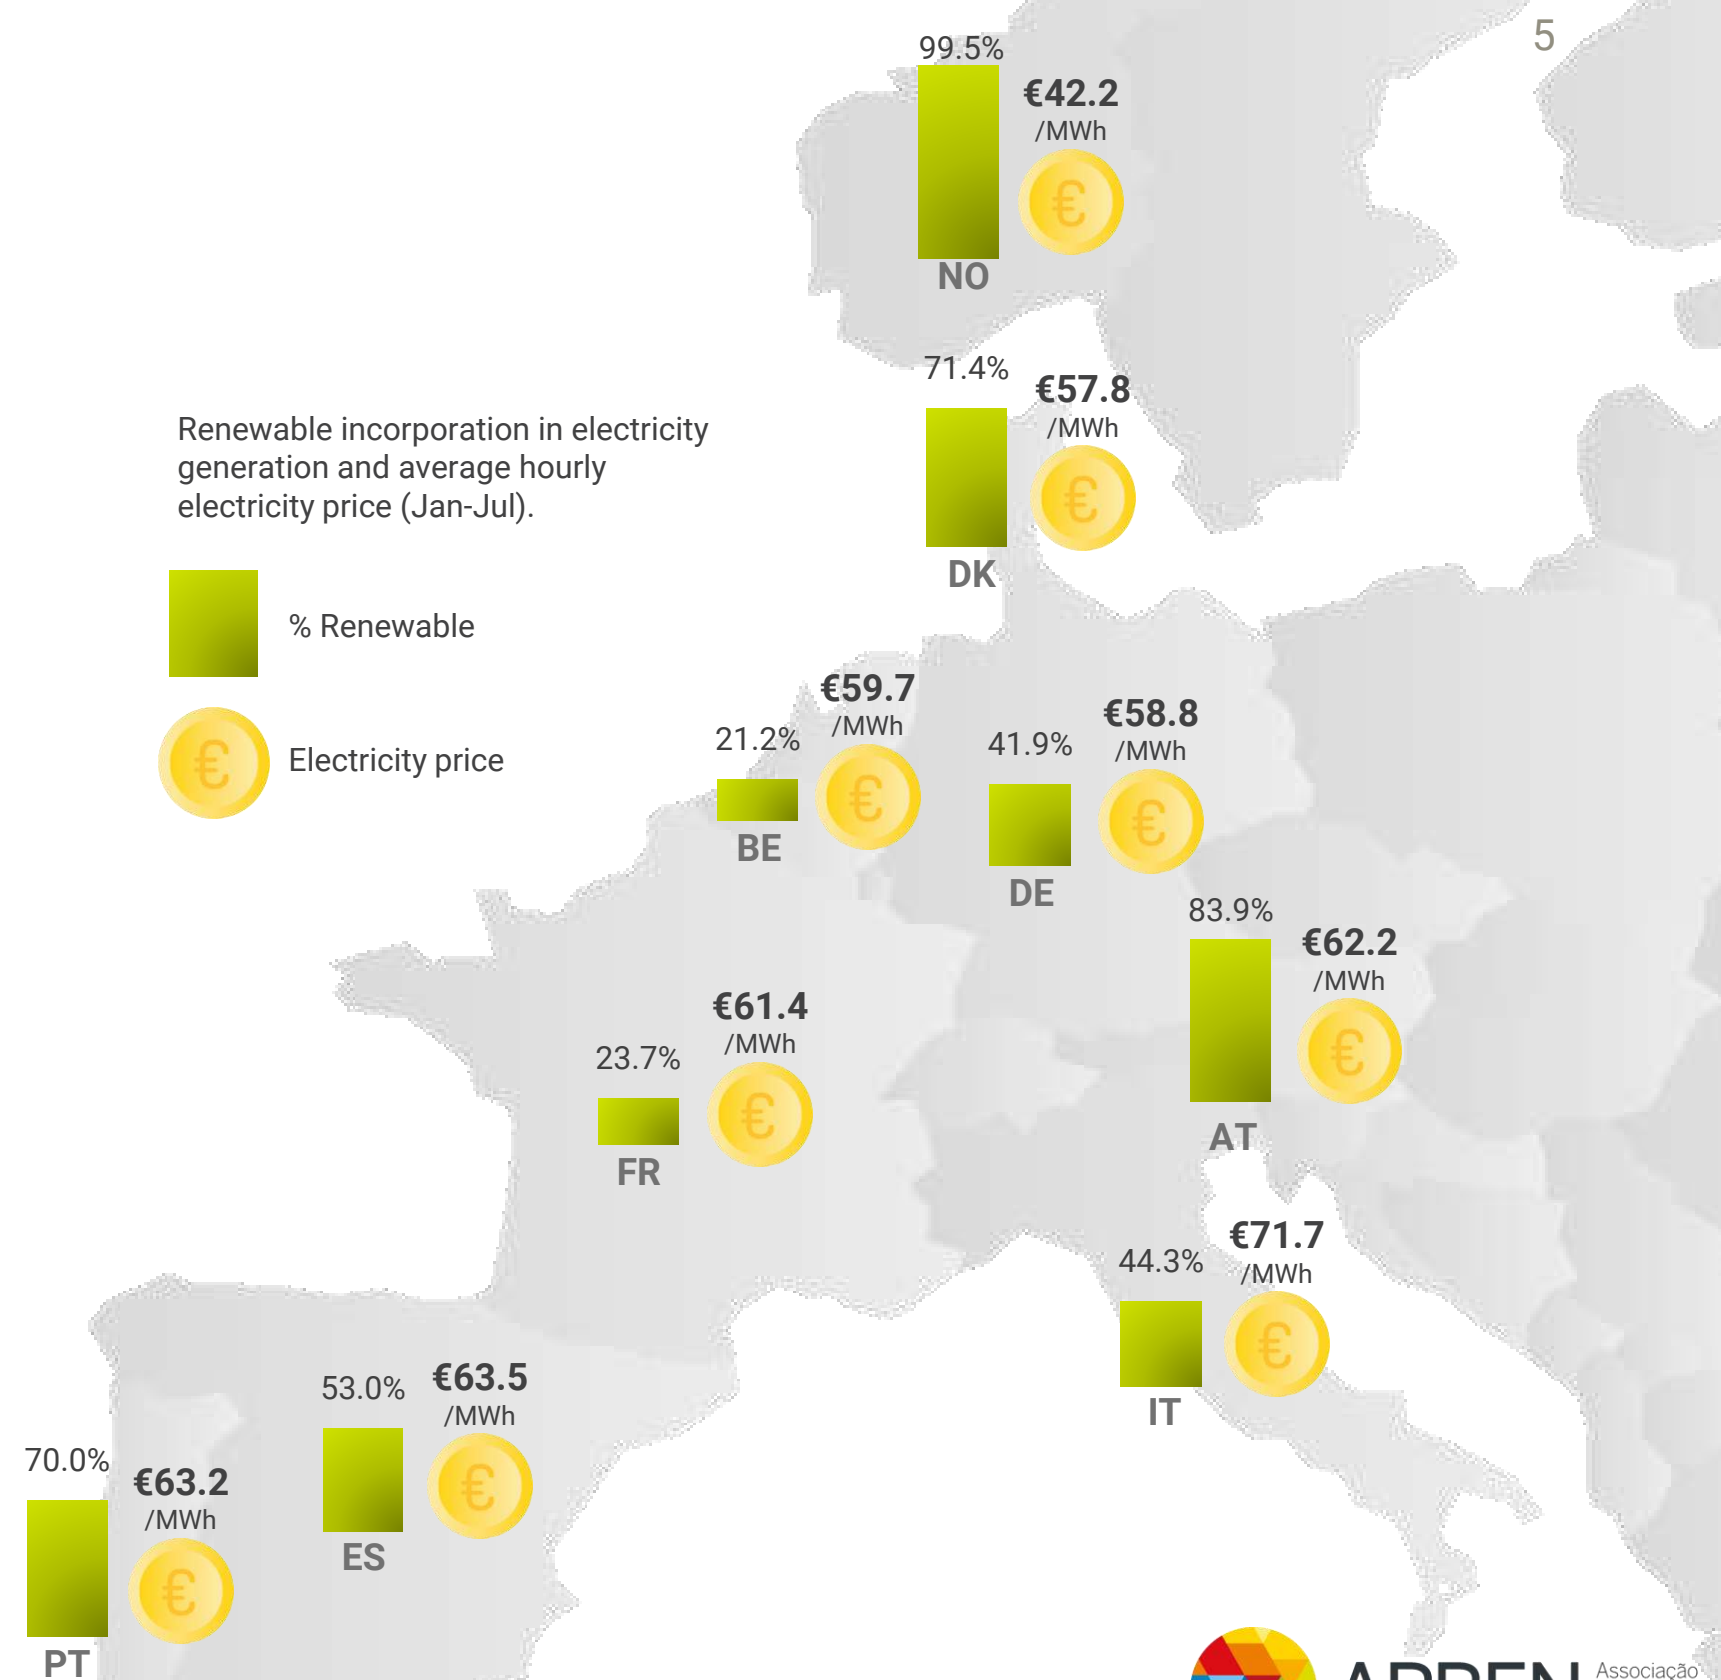 5
99.5%
€42.2
/MWh
€
NO
71.4%
€57.8
/MWh
€
DK
Renewable incorporation in electricity
generation and average hourly
electricity price (Jan-Jul).
% Renewable
€
Electricity price
21.2%
€59.7
/MWh
€
BE
41.9%
€58.8
/MWh
€
DE
83.9%
€62.2
/MWh
€
AT
23.7%
€61.4
/MWh
€
FR
44.3%
€71.7
/MWh
€
IT
53.0%
€63.5
/MWh
€
ES
70.0%
€63.2
/MWh
€
PT
APREN
Associação